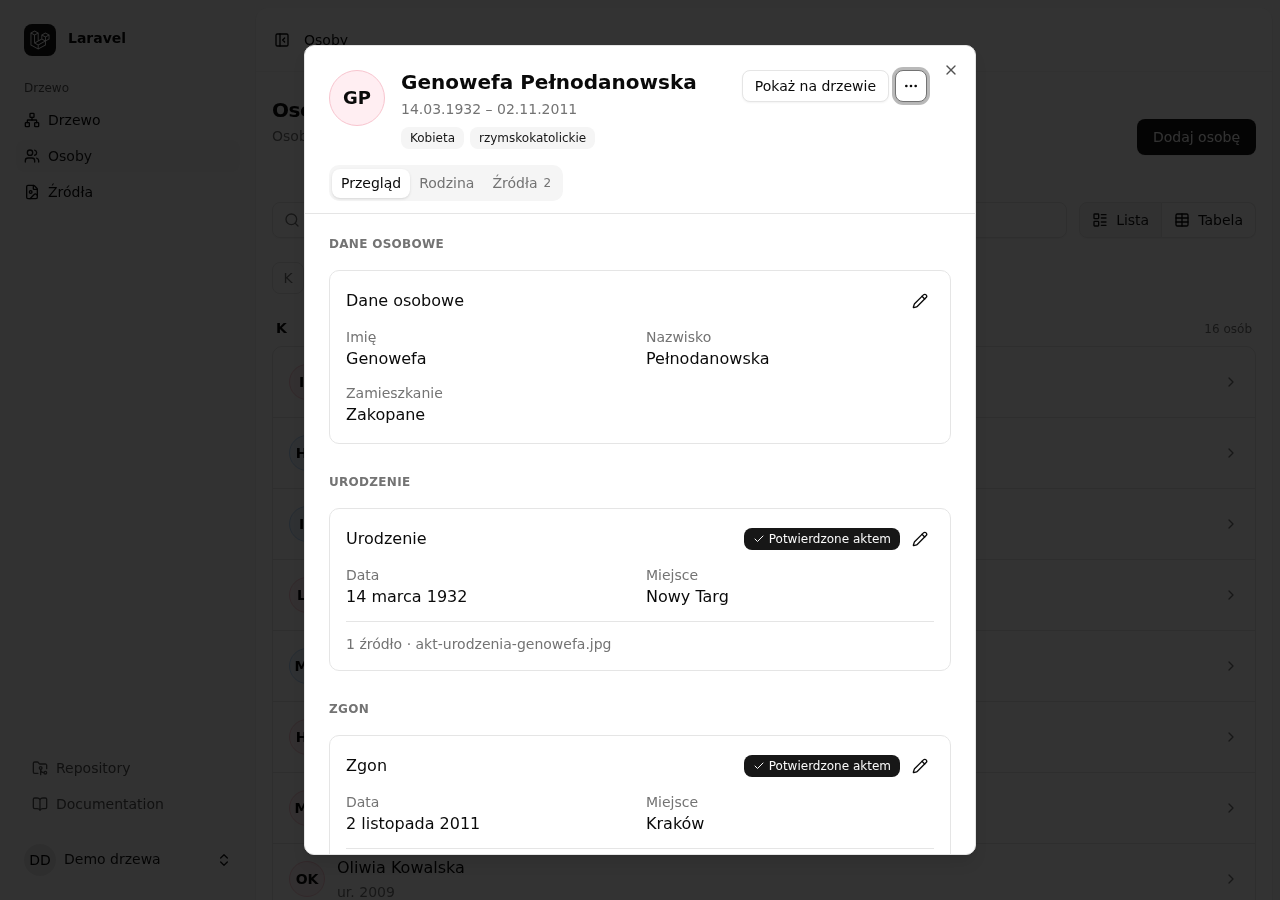 Laravel
Osoby
Drzewo
Drzewo
Osoby
Źródła
Dodaj osobę
Lista
Tabela
K
K
16 osób
Genowefa Pełnodanowska
GP
14.03.1932 – 02.11.2011
Kobieta
rzymskokatolickie
Pokaż na drzewie
Przegląd
Rodzina
Źródła 2
DANE OSOBOWE
Dane osobowe
Imię
Nazwisko
Genowefa
Pełnodanowska
Zamieszkanie
Zakopane
URODZENIE
Urodzenie
Potwierdzone aktem
Data
Miejsce
14 marca 1932
Nowy Targ
1 źródło · akt-urodzenia-genowefa.jpg
ZGON
Zgon
Potwierdzone aktem
Data
Miejsce
2 listopada 2011
Kraków
Repository
Documentation
DD
Demo drzewa
OK
Oliwia Kowalska
ur. 2009